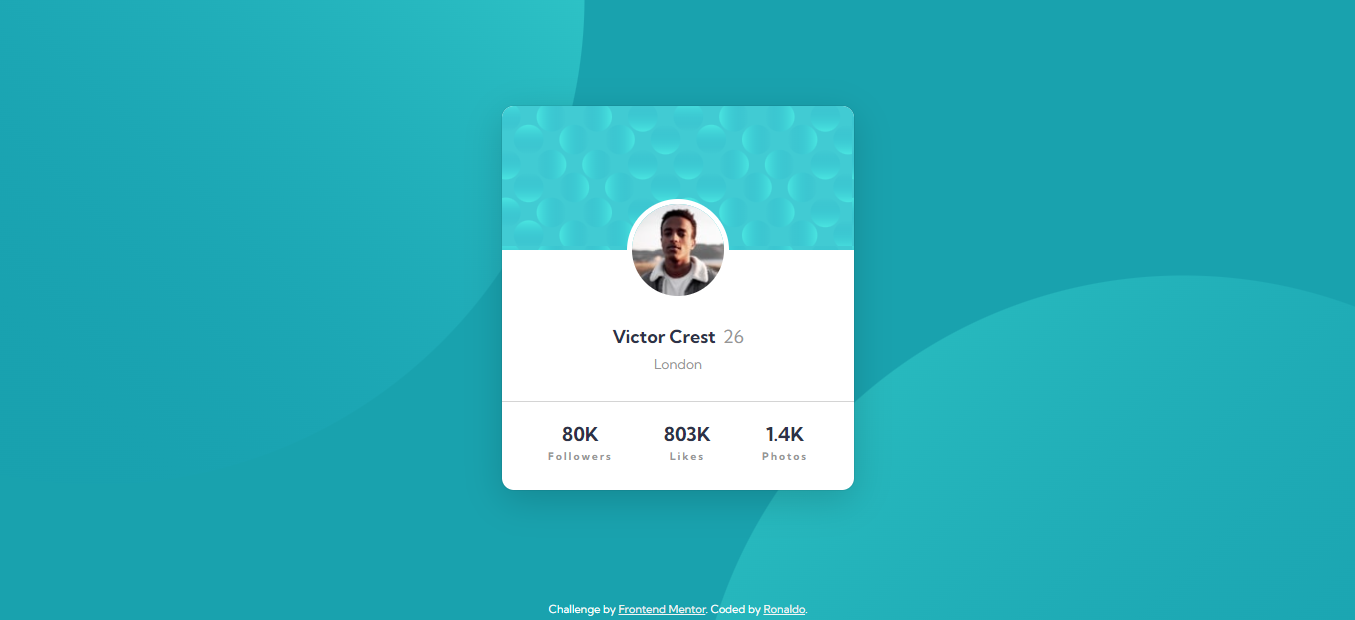 Victor Crest 26
London
80K 803K 1.4K
Followers Likes Photos
Challenge by Frontend Mentor. Coded by Ronaldo.